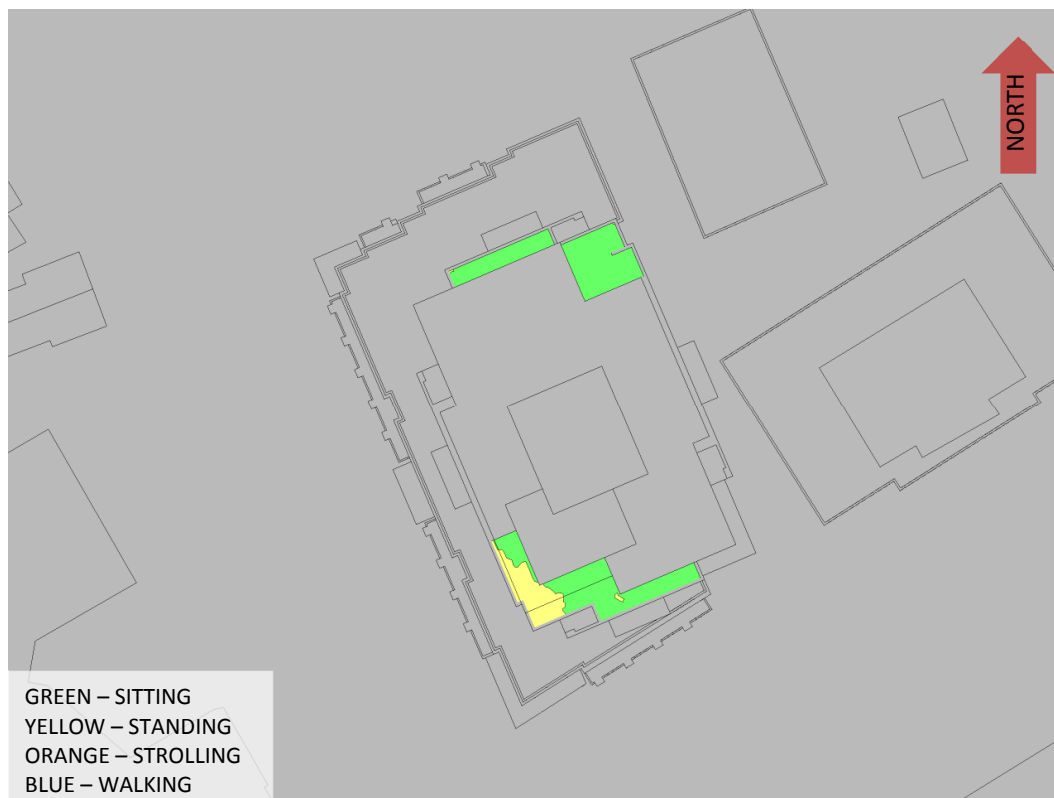 NORTH
GREEN – SITTING
YELLOW – STANDING
ORANGE – STROLLING
BLUE – WALKING